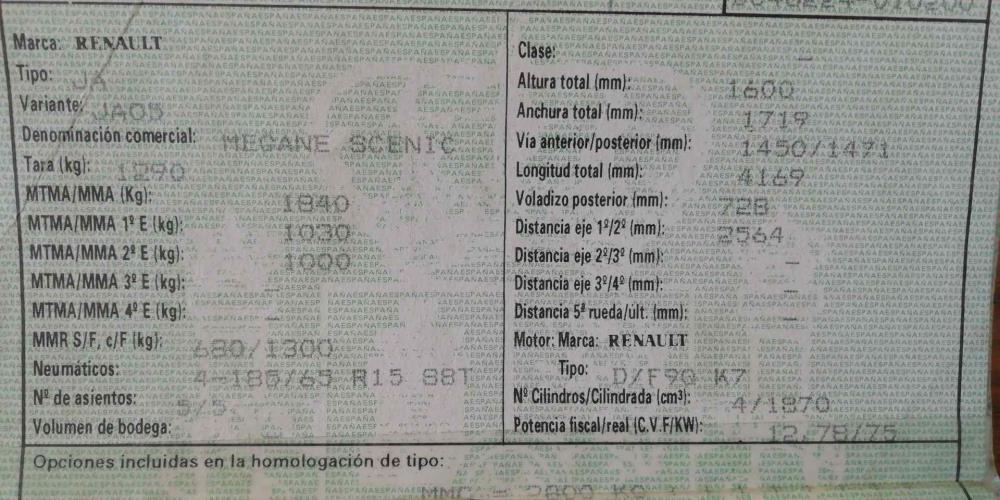 Marca: RENAULT
Tipo: JA
Variante: JA05
Denominación comercial: MEGANE SCENIC
Tara (kg): 1290
MTMA/MMA (Kg): 1840
MTMA/MMA 1º E (kg): 1030
MTMA/MMA 2º E (kg): 1000
MTMA/MMA 3º E (kg): —
MTMA/MMA 4º E (kg): —
MMR S/F, c/F (kg): 680/1300
Neumáticos: 4-185/65 R15 88T
Nº de asientos: 5/5
Volumen de bodega: —
Clase: —
Altura total (mm): 1600
Anchura total (mm): 1719
Vía anterior/posterior (mm): 1450/1471
Longitud total (mm): 4169
Voladizo posterior (mm): 728
Distancia eje 1º/2º (mm): 2564
Distancia eje 2º/3º (mm): —
Distancia eje 3º/4º (mm): —
Distancia 5ª rueda/últ. (mm): —
Motor: Marca: RENAULT
Tipo: D/F9Q K7
Nº Cilindros/Cilindrada (cm³): 4/1870
Potencia fiscal/real (C.V.F/KW): 12,78/75
Opciones incluidas en la homologación de tipo:
MMC = 2800 KG